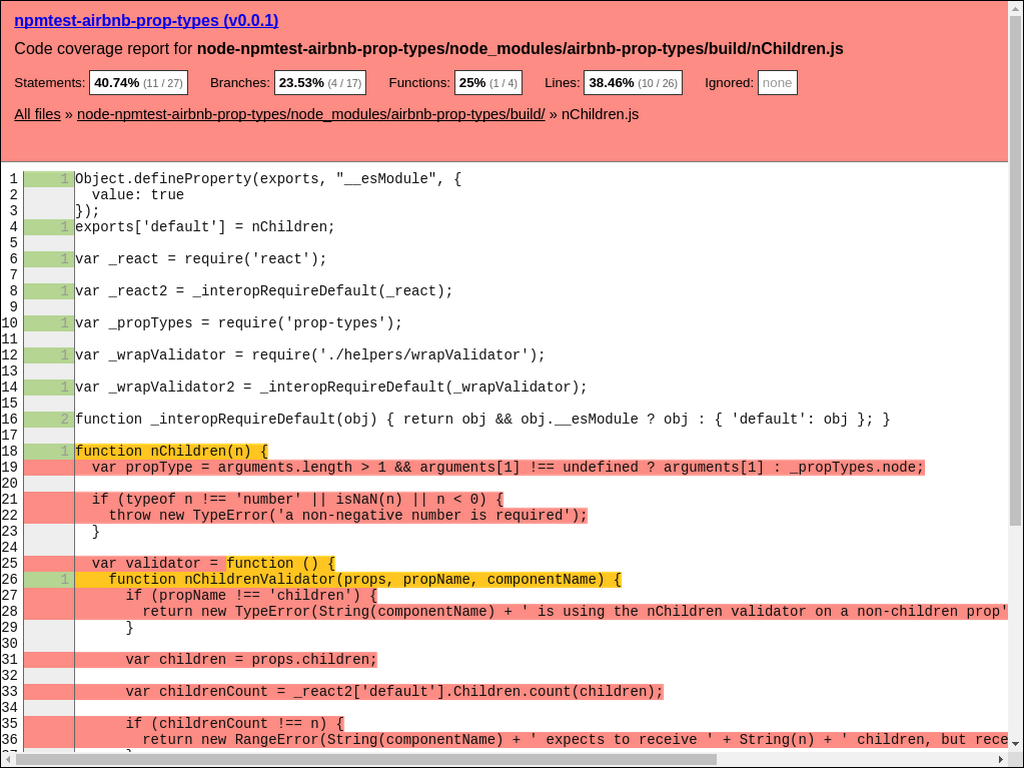 npmtest-airbnb-prop-types (v0.0.1)
Code coverage report for node-npmtest-airbnb-prop-types/node_modules/airbnb-prop-types/build/nChildren.js
Statements: 40.74% (11 / 27) Branches: 23.53% (4 / 17) Functions: 25% (1 / 4) Lines: 38.46% (10 / 26) Ignored: none
All files » node-npmtest-airbnb-prop-types/node_modules/airbnb-prop-types/build/ » nChildren.js
1 1 Object.defineProperty(exports, "__esModule", {
2 value: true
3 });
4 1 exports['default'] = nChildren;
5
6 1 var _react = require('react');
7
8 1 var _react2 = _interopRequireDefault(_react);
9
10 1 var _propTypes = require('prop-types');
11
12 1 var _wrapValidator = require('./helpers/wrapValidator');
13
14 1 var _wrapValidator2 = _interopRequireDefault(_wrapValidator);
15
16 2 function _interopRequireDefault(obj) { return obj && obj.__esModule ? obj : { 'default': obj }; }
17
18 1 function nChildren(n) {
19 var propType = arguments.length > 1 && arguments[1] !== undefined ? arguments[1] : _propTypes.node;
20
21 if (typeof n !== 'number' || isNaN(n) || n < 0) {
22 throw new TypeError('a non-negative number is required');
23 }
24
25 var validator = function () {
26 1 function nChildrenValidator(props, propName, componentName) {
27 if (propName !== 'children') {
28 return new TypeError(String(componentName) + ' is using the nChildren validator on a non-children prop'
29 }
30
31 var children = props.children;
32
33 var childrenCount = _react2['default'].Children.count(children);
34
35 if (childrenCount !== n) {
36 return new RangeError(String(componentName) + ' expects to receive ' + String(n) + ' children, but rece